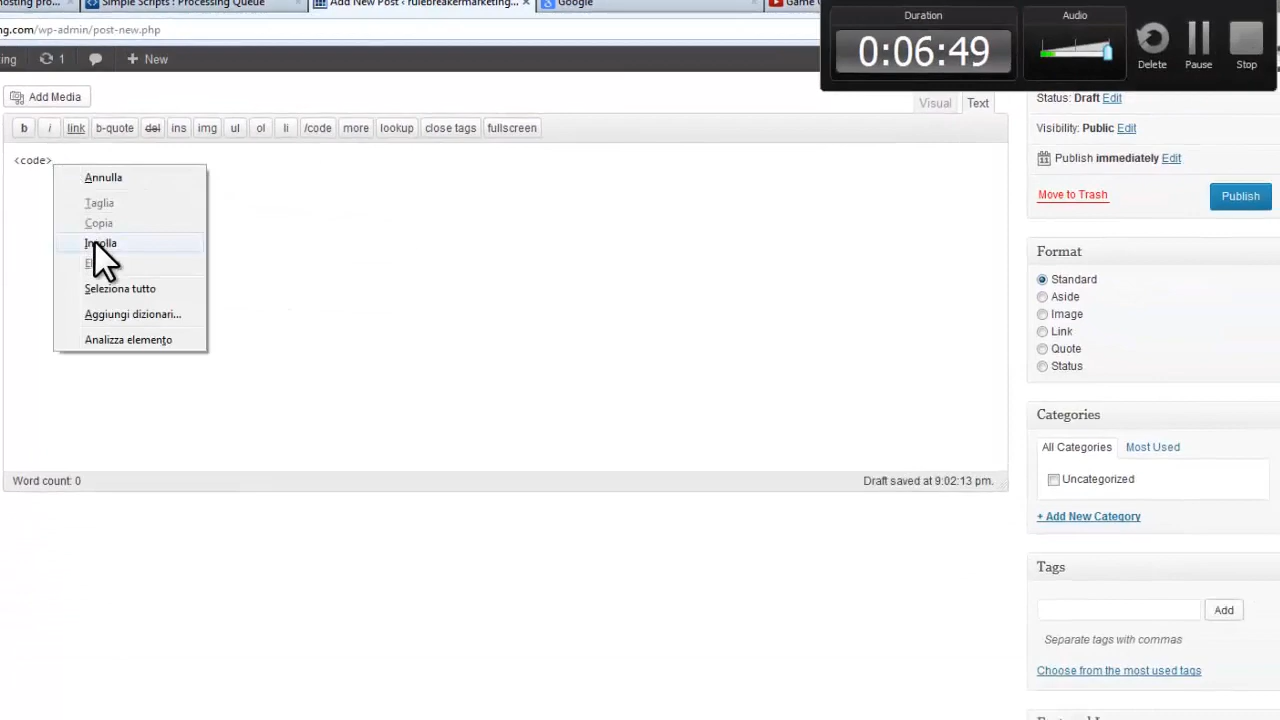 Simple Scripts : Processing Queue
Add New Post ‹ rulebreakermarketing...
Google
ng.com/wp-admin/post-new.php
1
New
Duration
0:06:49
Audio
Delete
Pause
Stop
Add Media
Visual
Text
b
i
link
b-quote
del
ins
img
ul
ol
li
/code
more
lookup
close tags
fullscreen
<code>
Annulla
Taglia
Copia
Seleziona tutto
Aggiungi dizionari...
Analizza elemento
Word count: 0
Draft saved at 9:02:13 pm.
Status: Draft Edit
Visibility: Public Edit
11
Publish immediately Edit
Move to Trash
Publish
Format
Standard
Aside
Image
Link
Quote
Status
Categories
All Categories
Most Used
Uncategorized
+ Add New Category
Tags
Add
Separate tags with commas
Choose from the most used tags